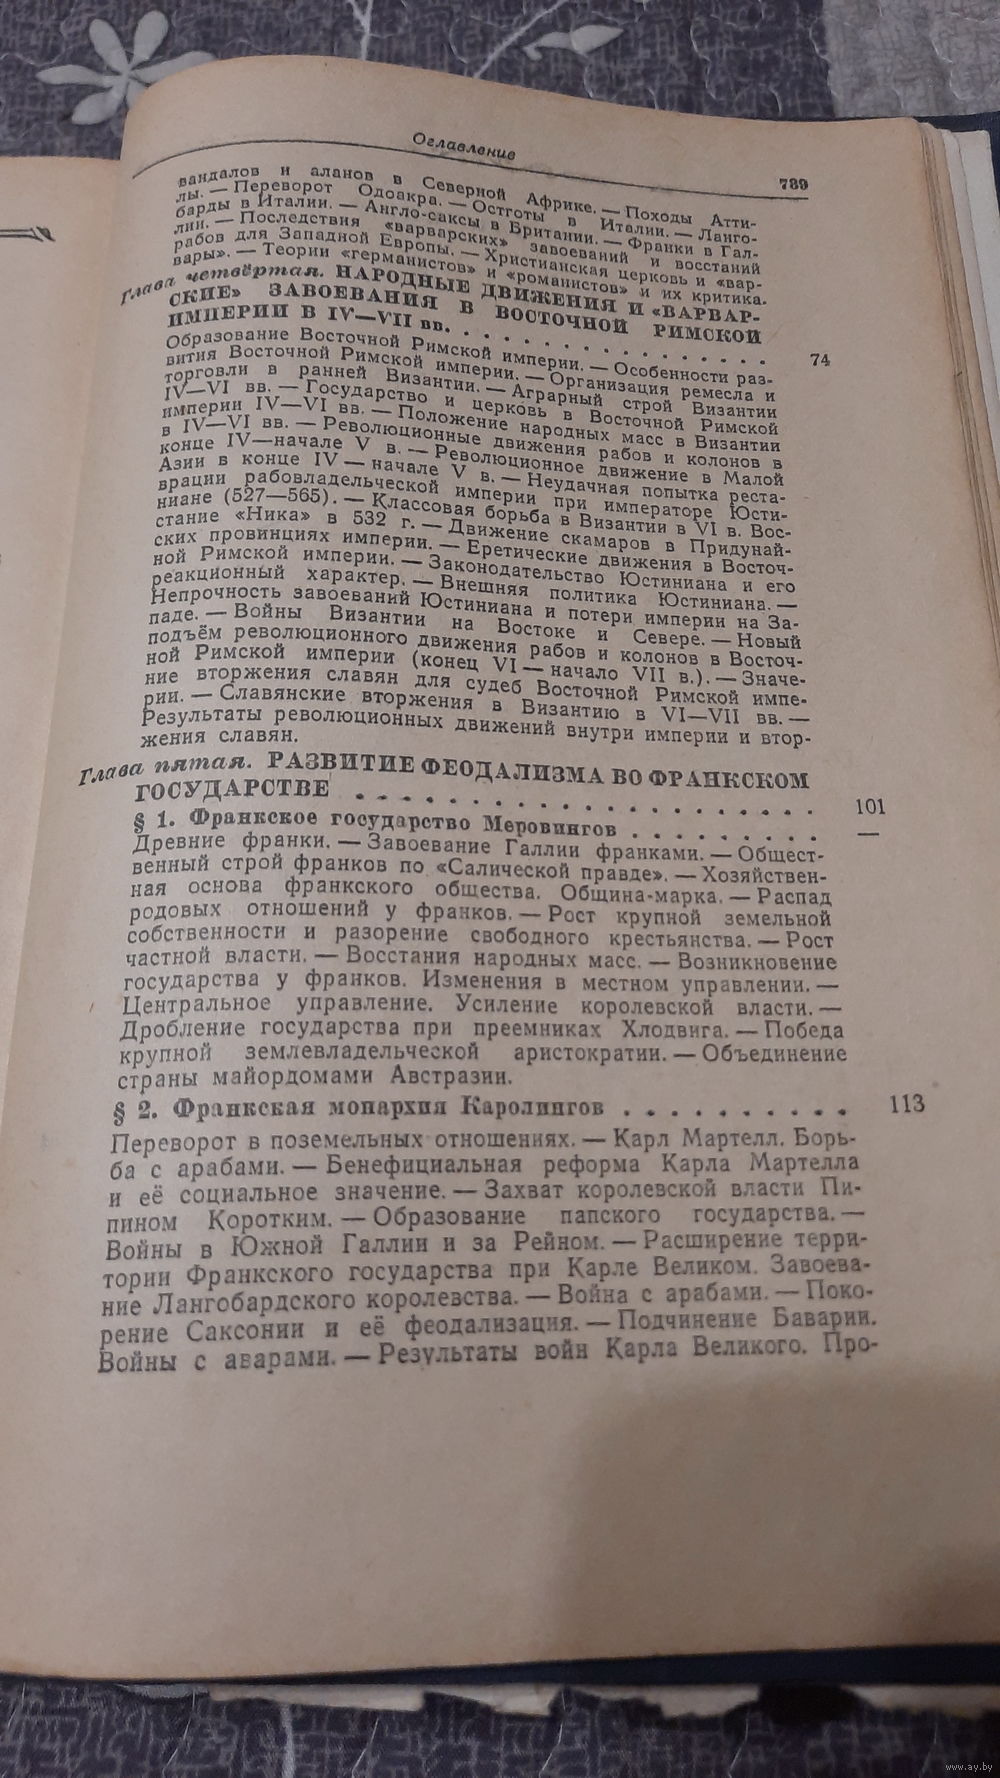 Оглавление 789
вандалов и аланов в Северной Африке. — Походы Атти-
лы. — Переворот Одоакра. — Остготы в Италии. — Ланго-
барды в Италии. — Англо-саксы в Британии. — Франки в Гал-
лии. — Последствия «варварских» завоеваний и восстаний
рабов для Западной Европы. — Христианская церковь и «вар-
вары». — Теории «германистов» и «романистов» и их критика.
Глава четвёртая. НАРОДНЫЕ ДВИЖЕНИЯ И «ВАРВАР-
СКИЕ» ЗАВОЕВАНИЯ В ВОСТОЧНОЙ РИМСКОЙ
ИМПЕРИИ В IV—VII вв. . . . . . . . . . . . . . . . 74
Образование Восточной Римской империи. — Особенности раз-
вития Восточной Римской империи. — Организация ремесла и
торговли в ранней Византии. — Аграрный строй Византии
IV—VI вв. — Государство и церковь в Восточной Римской
империи IV—VI вв. — Положение народных масс в Византии
в IV—VI вв. — Революционные движения рабов и колонов в
конце IV—начале V в. — Революционное движение в Малой
Азии в конце IV — начале V в. — Неудачная попытка реста-
врации рабовладельческой империи при императоре Юсти-
ниане (527—565). — Классовая борьба в Византии в VI в. Вос-
стание «Ника» в 532 г. — Движение скамаров в Придунай-
ских провинциях империи. — Еретические движения в Восточ-
ной Римской империи. — Законодательство Юстиниана и его
реакционный характер. — Внешняя политика Юстиниана. —
Непрочность завоеваний Юстиниана и потери империи на За-
паде. — Войны Византии на Востоке и Севере. — Новый
подъём революционного движения рабов и колонов в Восточ-
ной Римской империи (конец VI — начало VII в.). — Значе-
ние вторжения славян для судеб Восточной Римской импе-
рии. — Славянские вторжения в Византию в VI—VII вв. —
Результаты революционных движений внутри империи и втор-
жения славян.
Глава пятая. РАЗВИТИЕ ФЕОДАЛИЗМА ВО ФРАНКСКОМ
ГОСУДАРСТВЕ . . . . . . . . . . . . . . . . . . . . 101
§ 1. Франкское государство Меровингов . . . . . . . . . —
Древние франки. — Завоевание Галлии франками. — Общест-
венный строй франков по «Салической правде». — Хозяйствен-
ная основа франкского общества. Община-марка. — Распад
родовых отношений у франков. — Рост крупной земельной
собственности и разорение свободного крестьянства. — Рост
частной власти. — Восстания народных масс. — Возникновение
государства у франков. Изменения в местном управлении. —
Центральное управление. Усиление королевской власти. —
Дробление государства при преемниках Хлодвига. — Победа
крупной землевладельческой аристократии. — Объединение
страны майордомами Австразии.
§ 2. Франкская монархия Каролингов . . . . . . . . . . 113
Переворот в поземельных отношениях. — Карл Мартелл. Борь-
ба с арабами. — Бенефициальная реформа Карла Мартелла
и её социальное значение. — Захват королевской власти Пи-
пином Коротким. — Образование папского государства. —
Войны в Южной Галлии и за Рейном. — Расширение терри-
тории Франкского государства при Карле Великом. Завоева-
ние Лангобардского королевства. — Война с арабами. — Поко-
рение Саксонии и её феодализация. — Подчинение Баварии.
Войны с аварами. — Результаты войн Карла Великого. Про-
www.ay.by